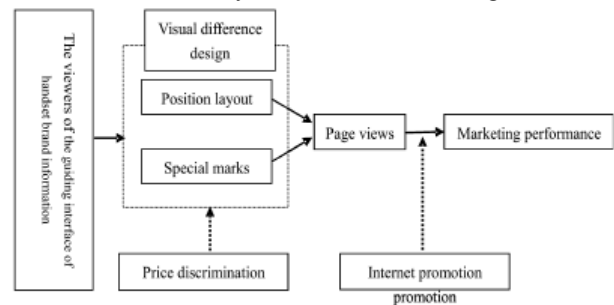 The viewers of the guiding interface of
handset brand information
Visual difference
design
Position layout
Special marks
Page views
Marketing performance
Price discrimination
Internet promotion
promotion